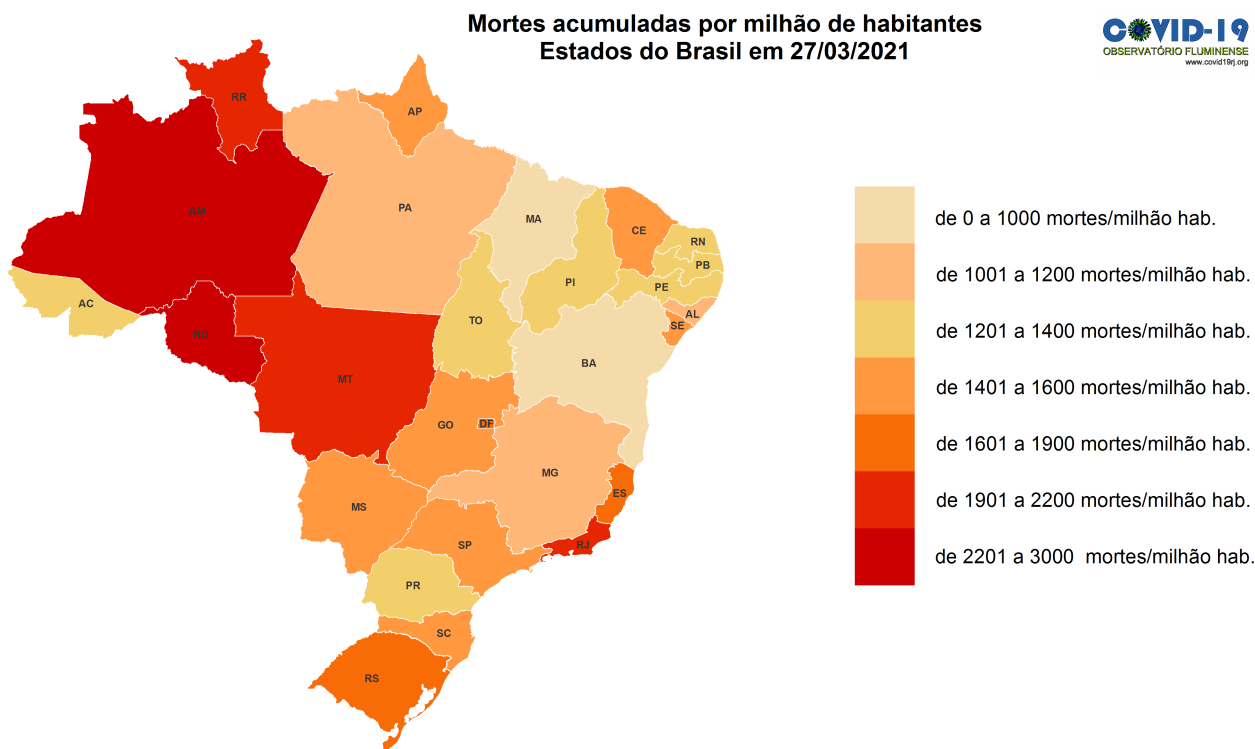 Mortes acumuladas por milhão de habitantes
Estados do Brasil em 27/03/2021
COVID-19
OBSERVATÓRIO FLUMINENSE
www.covid19rj.org
RR
AP
AM
PA
MA
CE
RN
PB
PI
PE
AC
AL
TO
SE
RO
BA
MT
GO
DF
MG
ES
MS
SP
RJ
PR
SC
RS
de 0 a 1000 mortes/milhão hab.
de 1001 a 1200 mortes/milhão hab.
de 1201 a 1400 mortes/milhão hab.
de 1401 a 1600 mortes/milhão hab.
de 1601 a 1900 mortes/milhão hab.
de 1901 a 2200 mortes/milhão hab.
de 2201 a 3000 mortes/milhão hab.